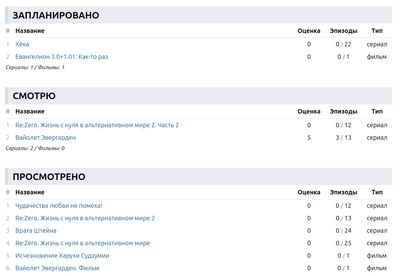 ЗАПЛАНИРОВАНО
# Название Оценка Эпизоды Тип
1 Хёка 0 0 / 22 сериал
2 Евангелион 3.0+1.01: Как-то раз 0 0 / 1 фильм
Сериалы: 1 / Фильмы: 1
СМОТРЮ
# Название Оценка Эпизоды Тип
1 Re:Zero. Жизнь с нуля в альтернативном мире 2. Часть 2 0 0 / 12 сериал
2 Вайолет Эвергарден 5 3 / 13 сериал
Сериалы: 2 / Фильмы: 0
ПРОСМОТРЕНО
# Название Оценка Эпизоды Тип
1 Чудачества любви не помеха! 0 0 / 12 сериал
2 Re:Zero. Жизнь с нуля в альтернативном мире 2 0 0 / 13 сериал
3 Врата Штейна 0 0 / 24 сериал
4 Re:Zero. Жизнь с нуля в альтернативном мире 0 0 / 25 сериал
5 Исчезновение Харухи Судзумии 0 0 / 1 фильм
6 Вайолет Эвергарден. Фильм 0 0 / 1 фильм